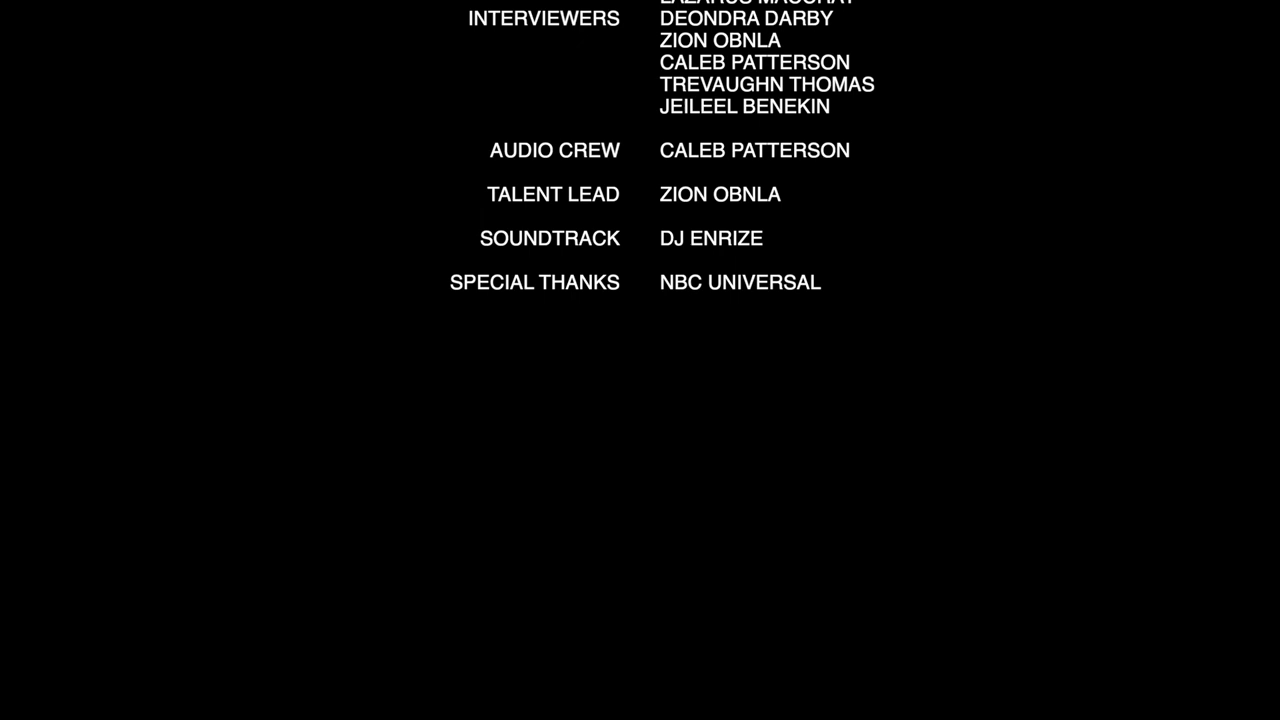 INTERVIEWERS DEONDRA DARBY
ZION OBNLA
CALEB PATTERSON
TREVAUGHN THOMAS
JEILEEL BENEKIN
AUDIO CREW CALEB PATTERSON
TALENT LEAD ZION OBNLA
SOUNDTRACK DJ ENRIZE
SPECIAL THANKS NBC UNIVERSAL